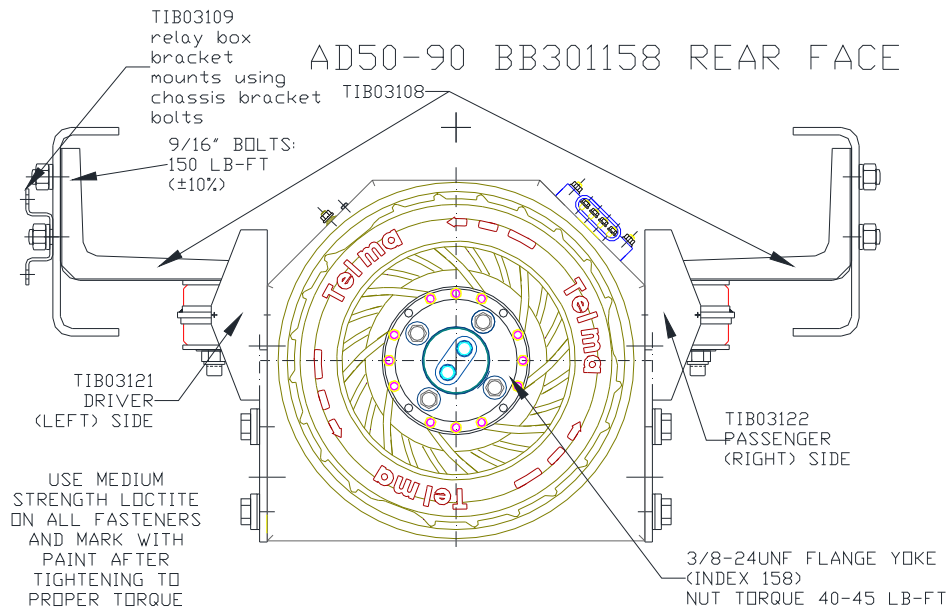 TIB03109
relay box
bracket
mounts using
chassis bracket
bolts
AD50-90 BB301158 REAR FACE
TIB03108
9/16" BOLTS:
150 LB-FT
(±10%)
Telma
Telma
Telma
TIB03121
DRIVER
(LEFT) SIDE
TIB03122
PASSENGER
(RIGHT) SIDE
USE MEDIUM
STRENGTH LOCTITE
ON ALL FASTENERS
AND MARK WITH
PAINT AFTER
TIGHTENING TO
PROPER TORQUE
3/8-24UNF FLANGE YOKE
(INDEX 158)
NUT TORQUE 40-45 LB-FT